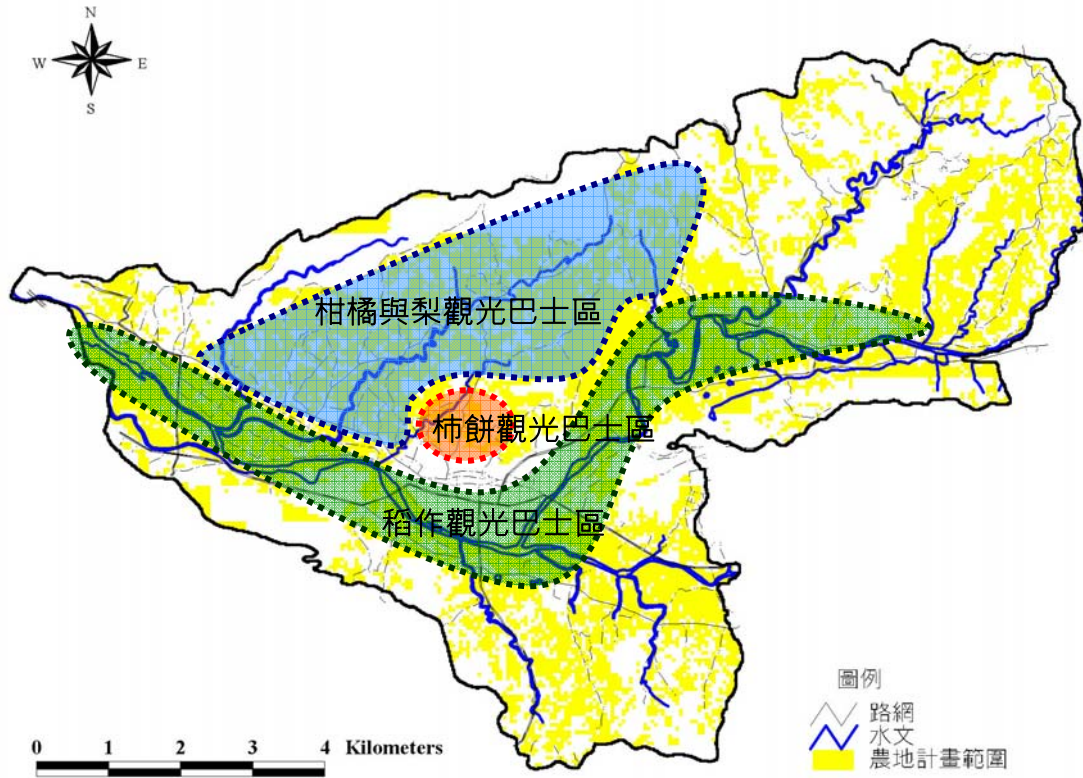 N
W E
S
柑橘與梨觀光巴士區
柿餅觀光巴士區
稻作觀光巴士區
圖例
路網
水文
農地計畫範圍
0 1 2 3 4 Kilometers